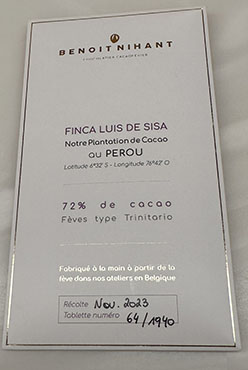 BENOIT NIHANT
CHOCOLATIER CACAOFÉVIER
FINCA LUIS DE SISA
Notre Plantation de Cacao
au PEROU
Latitude 6°32' S - Longitude 76°42' O
72% de cacao
Fèves type Trinitario
Fabriqué à la main à partir de la
fève dans nos ateliers en Belgique
Récolte Nov. 2023
Tablette numéro 64/1940